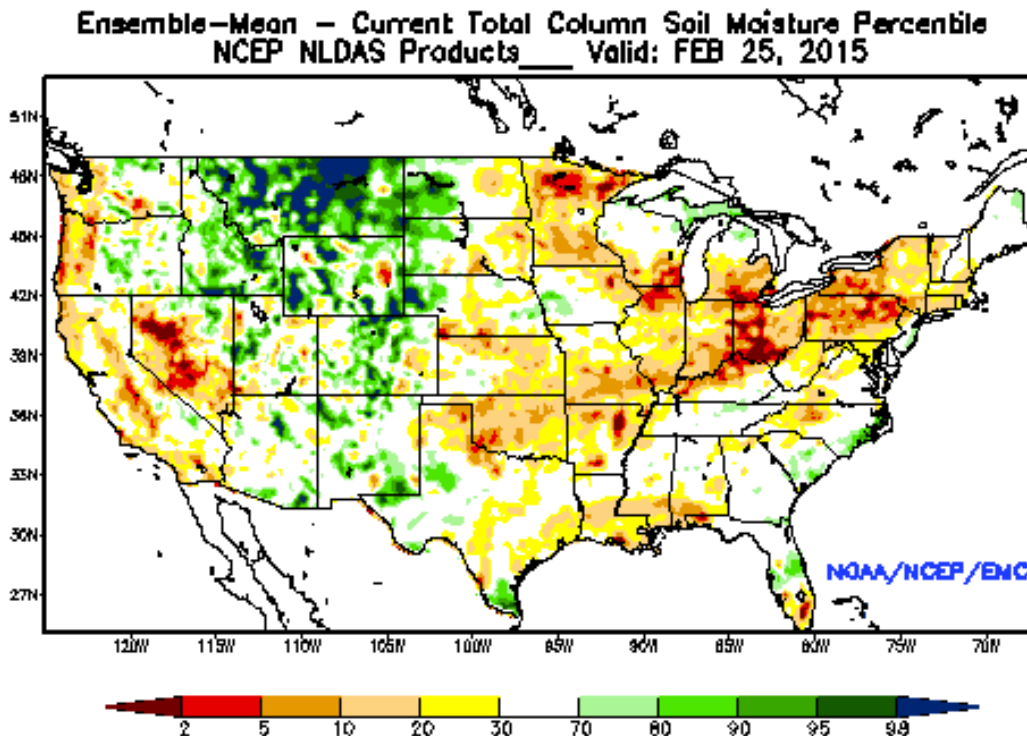 Ensemble-Mean - Current Total Column Soil Moisture Percentile
NCEP NLDAS Products___ Valid: FEB 25, 2015
51N
48N
45N
42N
39N
36N
33N
30N
27N
NOAA/NCEP/EMC
120W 115W 110W 105W 100W 95W 90W 85W 80W 75W 70W
2 5 10 20 30 70 80 90 95 98